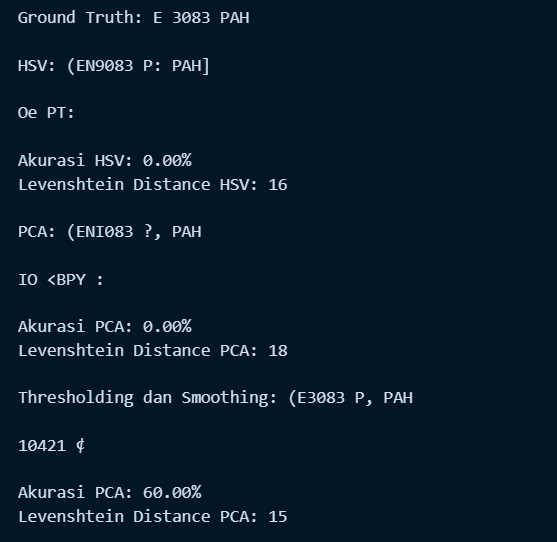 Ground Truth: E 3083 PAH
HSV: (EN9083 P: PAH]
Oe PT:
Akurasi HSV: 0.00%
Levenshtein Distance HSV: 16
PCA: (ENI083 ?, PAH
IO <BPY :
Akurasi PCA: 0.00%
Levenshtein Distance PCA: 18
Thresholding dan Smoothing: (E3083 P, PAH
10421 ¢
Akurasi PCA: 60.00%
Levenshtein Distance PCA: 15